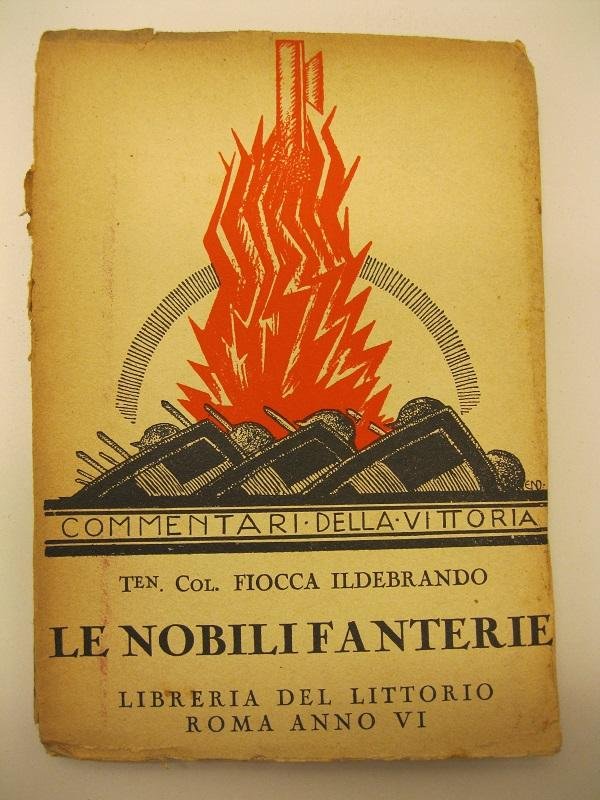 END.
COMMENTARI·DELLA·VITTORIA
TEN. COL. FIOCCA ILDEBRANDO
LE NOBILI FANTERIE
LIBRERIA DEL LITTORIO
ROMA ANNO VI